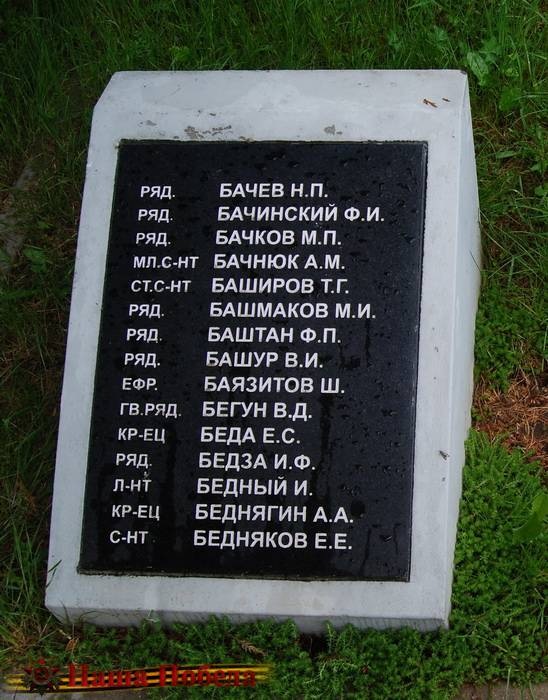 РЯД. БАЧЕВ Н.П.
РЯД. БАЧИНСКИЙ Ф.И.
РЯД. БАЧКОВ М.П.
МЛ.С-НТ БАЧНЮК А.М.
СТ.С-НТ БАШИРОВ Т.Г.
РЯД. БАШМАКОВ М.И.
РЯД. БАШТАН Ф.П.
РЯД. БАШУР В.И.
ЕФР. БАЯЗИТОВ Ш.
ГВ.РЯД. БЕГУН В.Д.
КР-ЕЦ БЕДА Е.С.
РЯД. БЕДЗА И.Ф.
Л-НТ БЕДНЫЙ И.
КР-ЕЦ БЕДНЯГИН А.А.
С-НТ БЕДНЯКОВ Е.Е.
Наша Победа